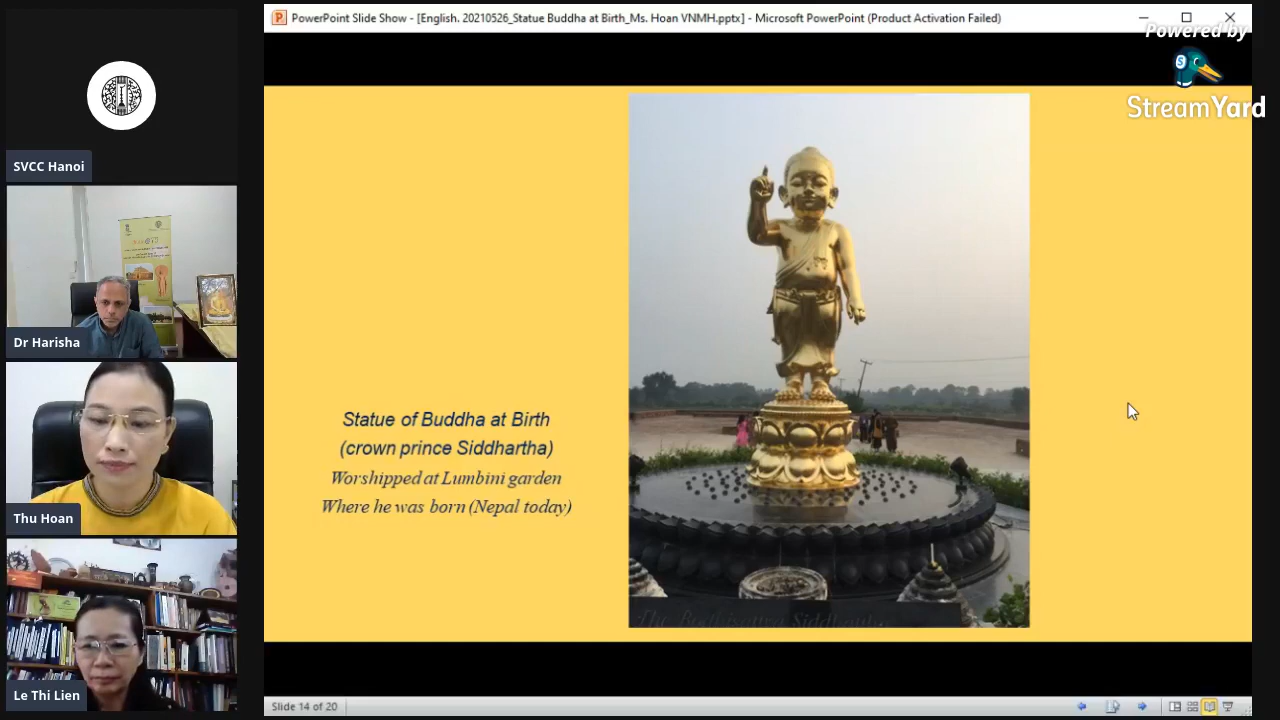 PowerPoint Slide Show - [English. 20210526_Statue Buddha at Birth_Ms. Hoan VNMH.pptx] - Microsoft PowerPoint (Product Activation Failed)
Powered by
StreamYard
SVCC Hanoi
Dr Harisha
Thu Hoan
Le Thi Lien
Statue of Buddha at Birth
(crown prince Siddhartha)
Worshipped at Lumbini garden
Where he was born (Nepal today)
Slide 14 of 20